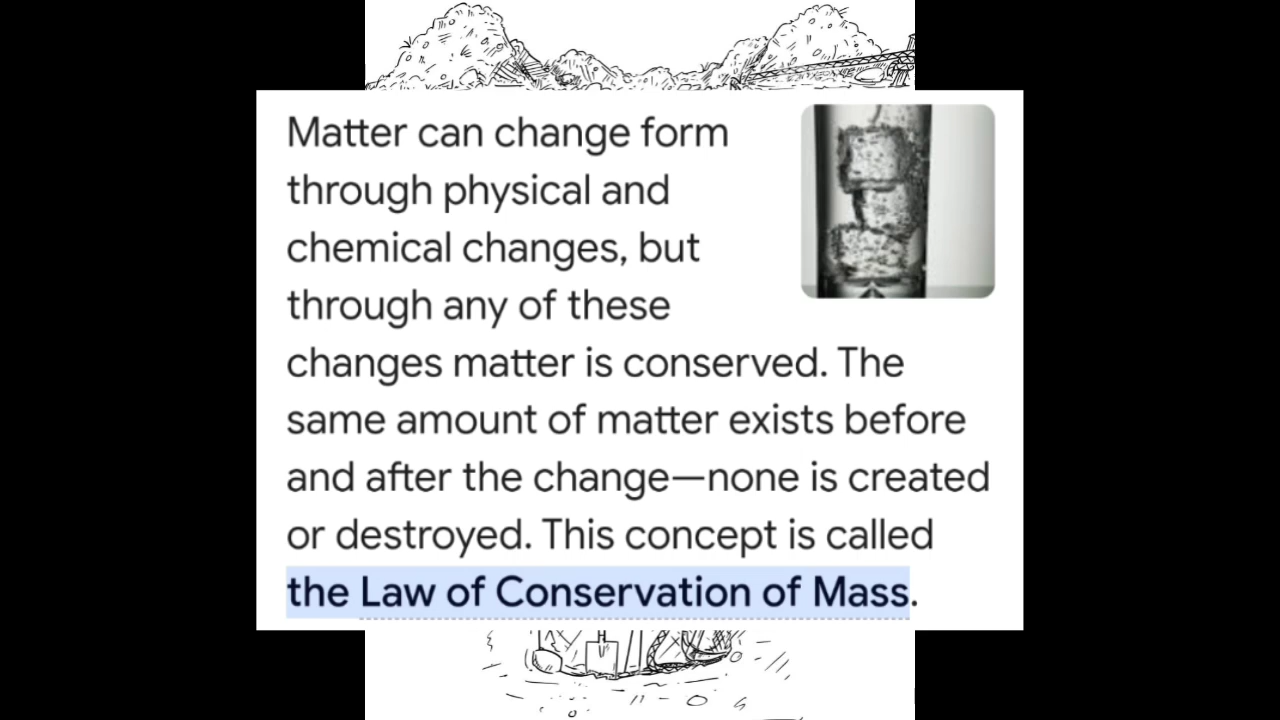 Matter can change form
through physical and
chemical changes, but
through any of these
changes matter is conserved. The
same amount of matter exists before
and after the change—none is created
or destroyed. This concept is called
the Law of Conservation of Mass.